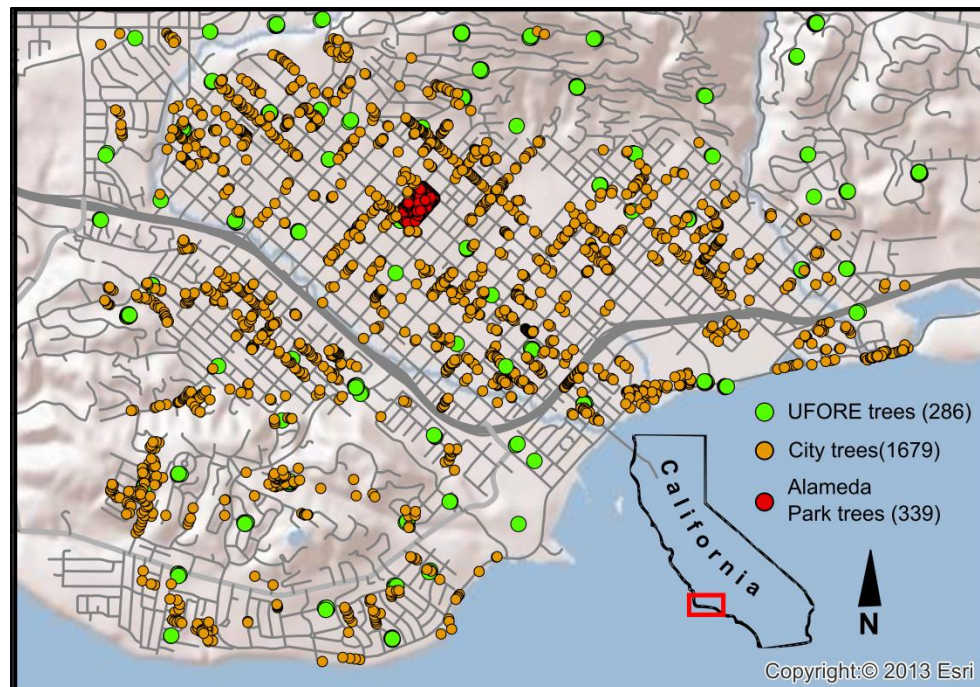 UFORE trees (286)
City trees(1679)
Alameda
Park trees (339)
California
N
Copyright:© 2013 Esri